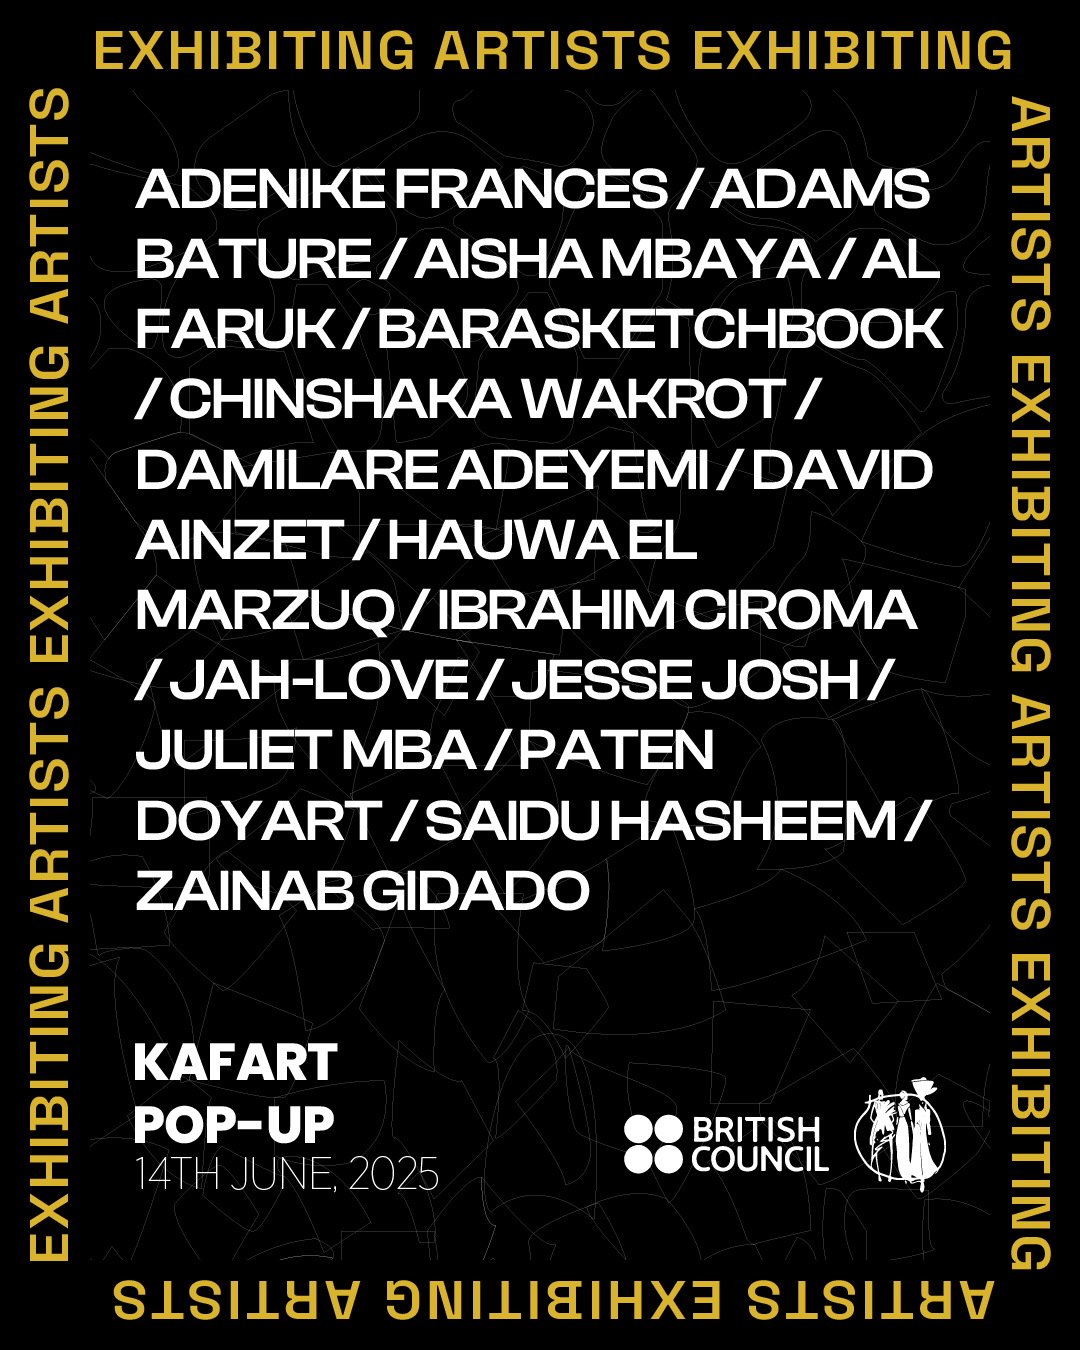 EXHIBITING ARTISTS EXHIBITING
ARTISTS EXHIBITING ARTISTS EXHIBITING
ARTISTS EXHIBITING ARTISTS
EXHIBITING ARTISTS EXHIBITING ARTISTS
ADENIKE FRANCES / ADAMS
BATURE / AISHA MBAYA / AL
FARUK / BARASKETCHBOOK
/ CHINSHAKA WAKROT /
DAMILARE ADEYEMI / DAVID
AINZET / HAUWA EL
MARZUQ / IBRAHIM CIROMA
/ JAH-LOVE / JESSE JOSH /
JULIET MBA / PATEN
DOYART / SAIDU HASHEEM /
ZAINAB GIDADO
KAFART
POP-UP
14TH JUNE, 2025
BRITISH
COUNCIL